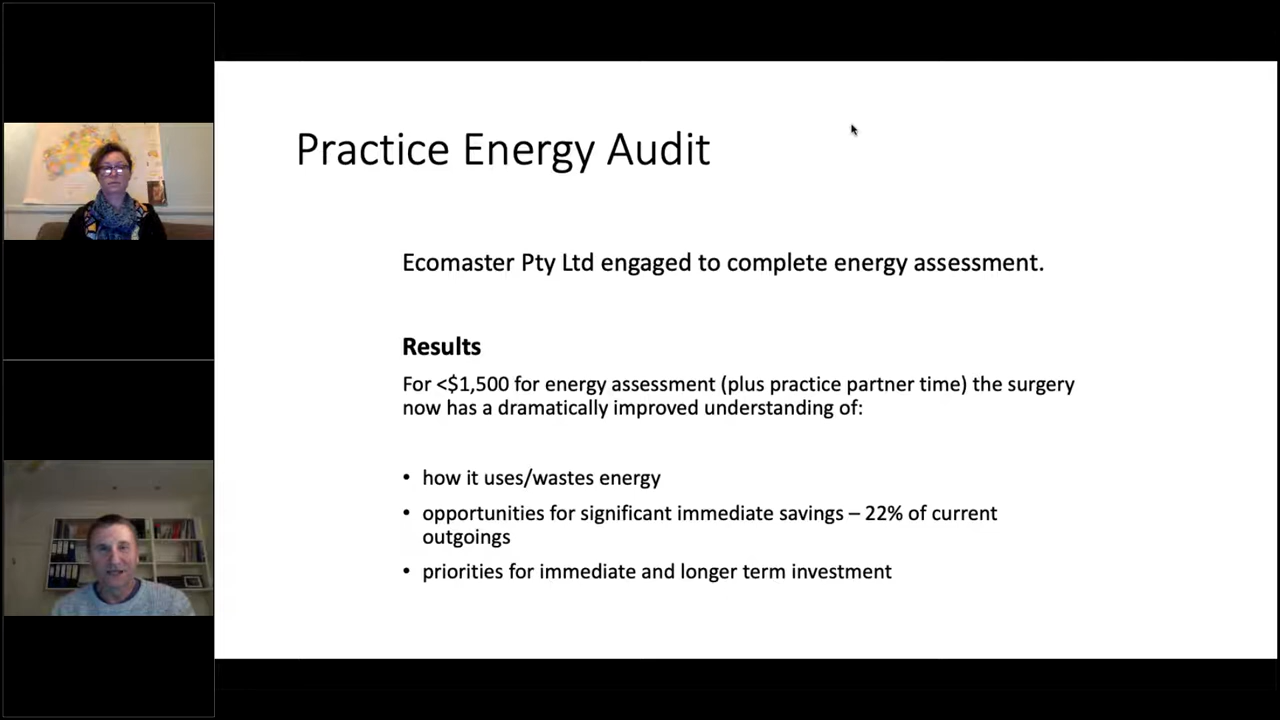 Practice Energy Audit
Ecomaster Pty Ltd engaged to complete energy assessment.
Results
For <$1,500 for energy assessment (plus practice partner time) the surgery
now has a dramatically improved understanding of:
• how it uses/wastes energy
• opportunities for significant immediate savings – 22% of current
outgoings
• priorities for immediate and longer term investment